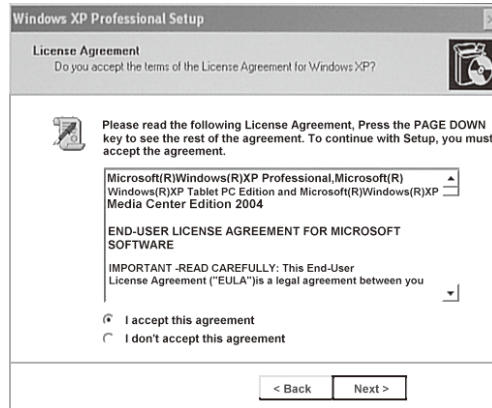 Windows XP Professional Setup
License Agreement
Do you accept the terms of the License Agreement for Windows XP?
Please read the following License Agreement, Press the PAGE DOWN
key to see the rest of the agreement. To continue with Setup, you must
accept the agreement.
Microsoft(R)Windows(R)XP Professional,Microsoft(R)
Windows(R)XP Tablet PC Edition and Microsoft(R)Windows(R)XP
Media Center Edition 2004
END-USER LICENSE AGREEMENT FOR MICROSOFT
SOFTWARE
IMPORTANT -READ CAREFULLY: This End-User
License Agreement ("EULA")is a legal agreement between you
I accept this agreement
I don't accept this agreement
< Back
Next >